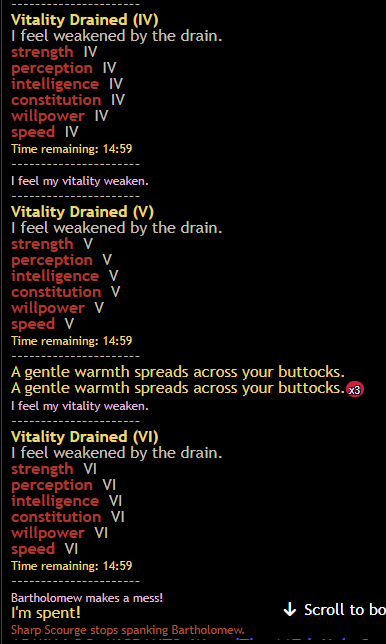 ----------------------
Vitality Drained (IV)
I feel weakened by the drain.
strength IV
perception IV
intelligence IV
constitution IV
willpower IV
speed IV
Time remaining: 14:59
----------------------
I feel my vitality weaken.
----------------------
Vitality Drained (V)
I feel weakened by the drain.
strength V
perception V
intelligence V
constitution V
willpower V
speed V
Time remaining: 14:59
----------------------
A gentle warmth spreads across your buttocks.
A gentle warmth spreads across your buttocks. x3
I feel my vitality weaken.
----------------------
Vitality Drained (VI)
I feel weakened by the drain.
strength VI
perception VI
intelligence VI
constitution VI
willpower VI
speed VI
Time remaining: 14:59
----------------------
Bartholomew makes a mess!
I'm spent!
Scroll to bo
Sharp Scourge stops spanking Bartholomew.